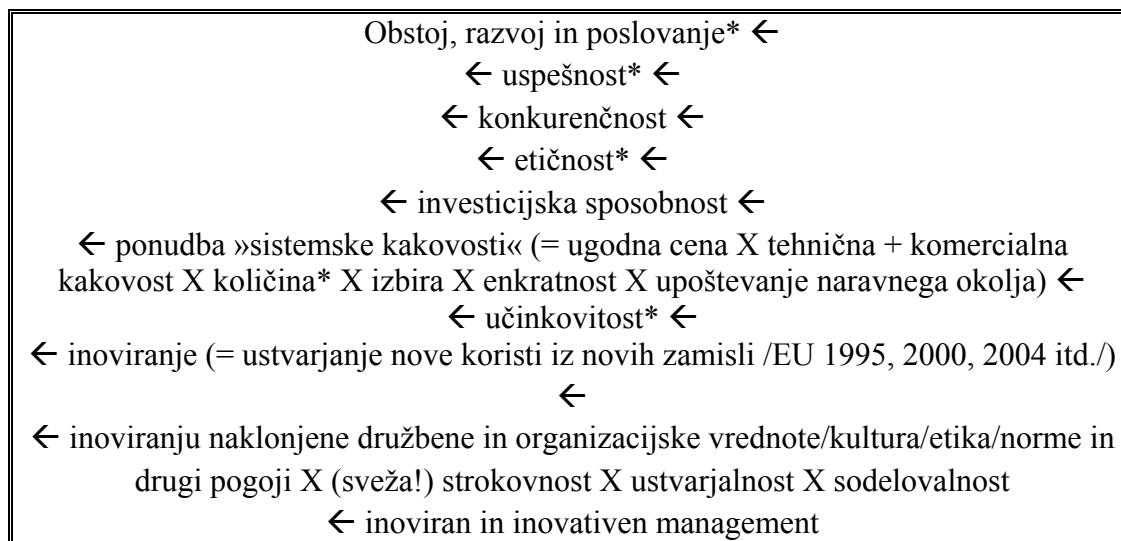 Obstoj, razvoj in poslovanje* ←
← uspešnost* ←
← konkurenčnost ←
← etičnost* ←
← investicijska sposobnost ←
← ponudba »sistemske kakovosti« (= ugodna cena X tehnična + komercialna
kakovost X količina* X izbira X enkratnost X upoštevanje naravnega okolja) ←
← učinkovitost* ←
← inoviranje (= ustvarjanje nove koristi iz novih zamisli /EU 1995, 2000, 2004 itd./)
←
← inoviranju naklonjene družbene in organizacijske vrednote/kultura/etika/norme in
drugi pogoji X (sveža!) strokovnost X ustvarjalnost X sodelovalnost
← inoviran in inovativen management